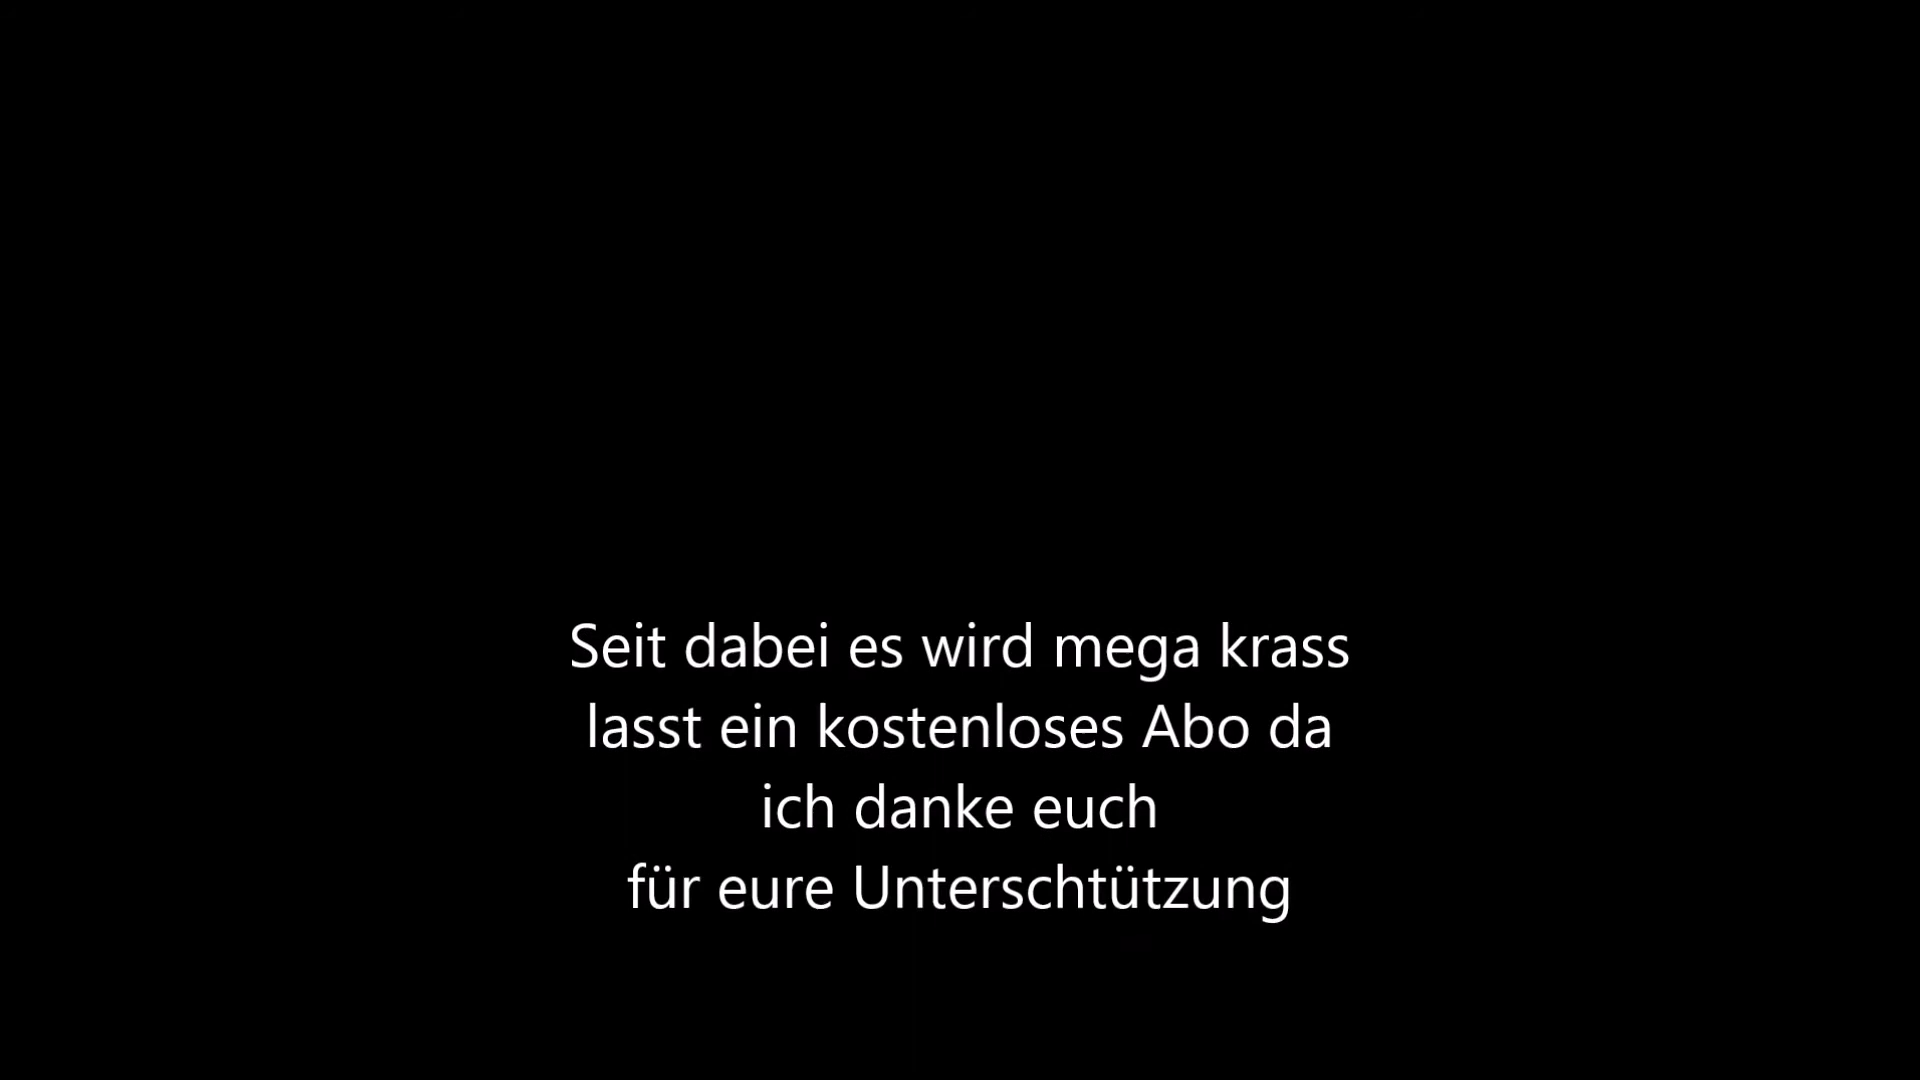 Seit dabei es wird mega krass
lasst ein kostenloses Abo da
ich danke euch
für eure Unterschtützung